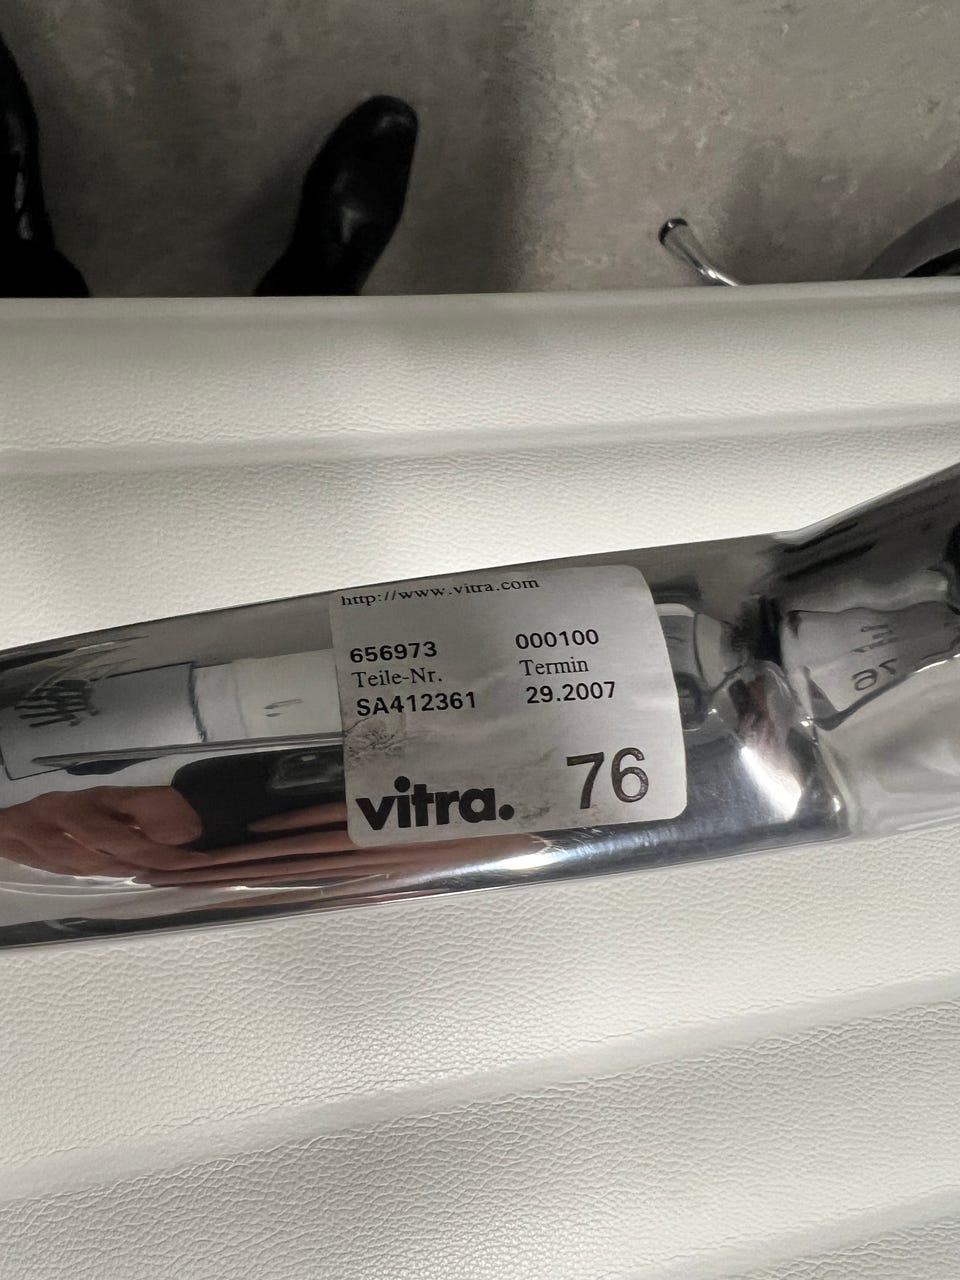 http://www.vitra.com
656973 000100
Teile-Nr. Termin
SA412361 29.2007
vitra. 76